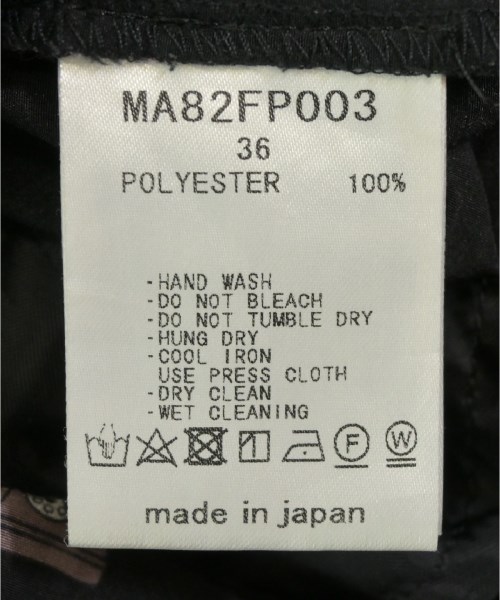 MA82FP003
36
POLYESTER 100%
-HAND WASH
-DO NOT BLEACH
-DO NOT TUMBLE DRY
-HUNG DRY
-COOL IRON
USE PRESS CLOTH
-DRY CLEAN
-WET CLEANING
F W
made in japan